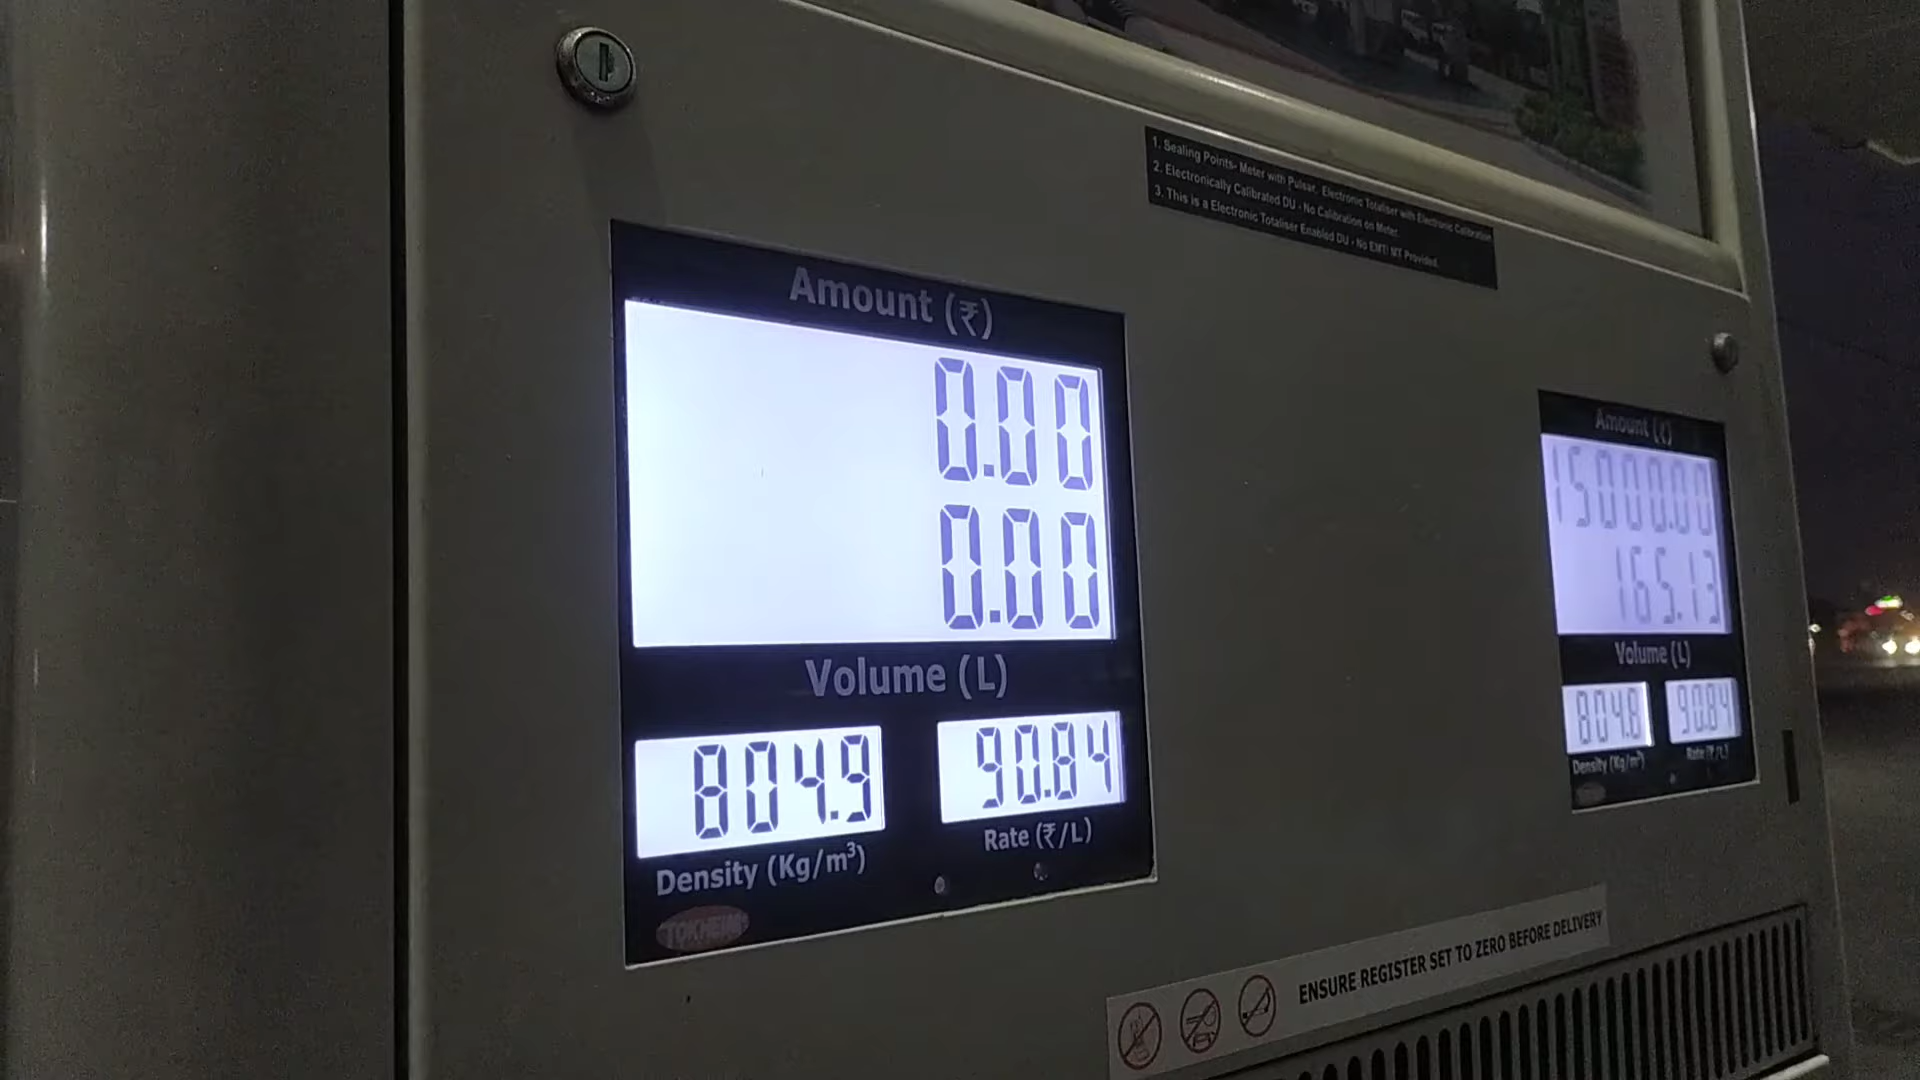 1. Sealing Points- Meter with Pulsar, Electronic Totaliser with Electronic Calibration
2. Electronically Calibrated DU - No Calibration on Meter.
3. This is a Electronic Totaliser Enabled DU - No EMT/ MT Provided.
Amount (₹)
0.00
0.00
Volume (L)
804.9
90.84
Density (Kg/m³)
Rate (₹/L)
TOKHEIM
Amount (₹)
15000.00
165.13
Volume (L)
804.8
90.84
Density (Kg/m³)
Rate (₹/L)
ENSURE REGISTER SET TO ZERO BEFORE DELIVERY